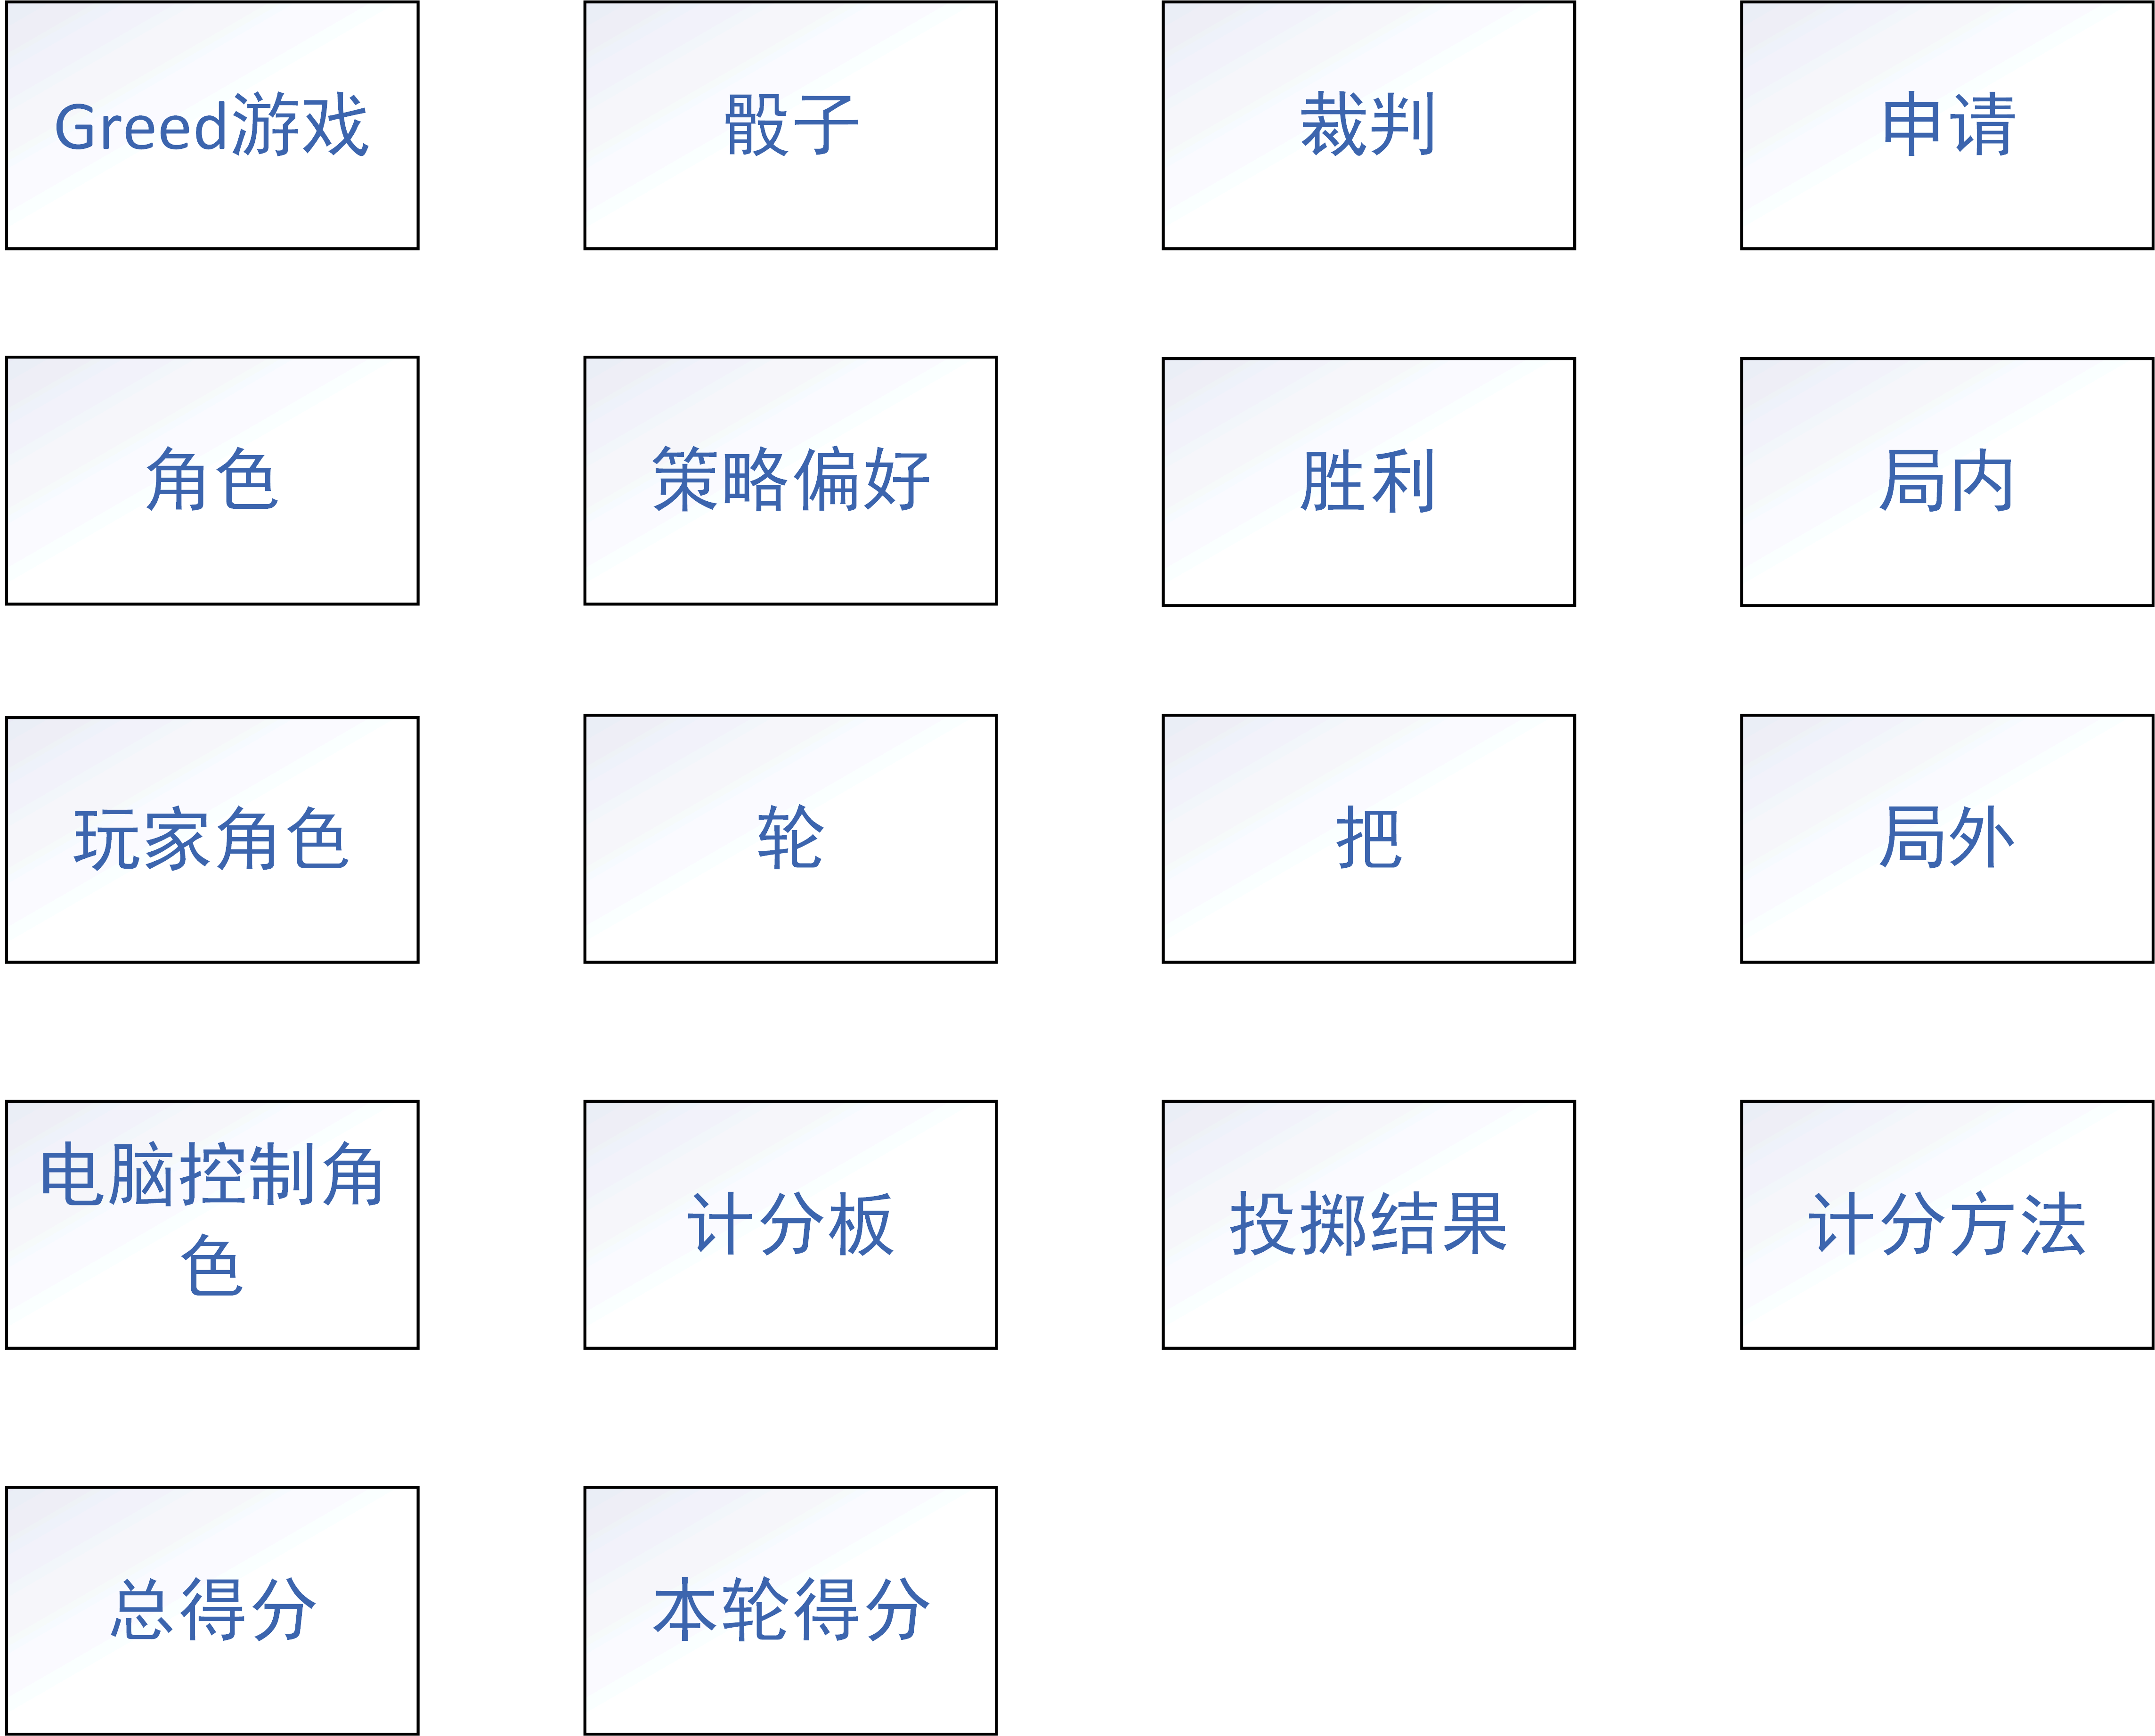 Greed游戏
骰子
裁判
申请
角色
策略偏好
胜利
局内
玩家角色
轮
把
局外
电脑控制角
色
计分板
投掷结果
计分方法
总得分
本轮得分